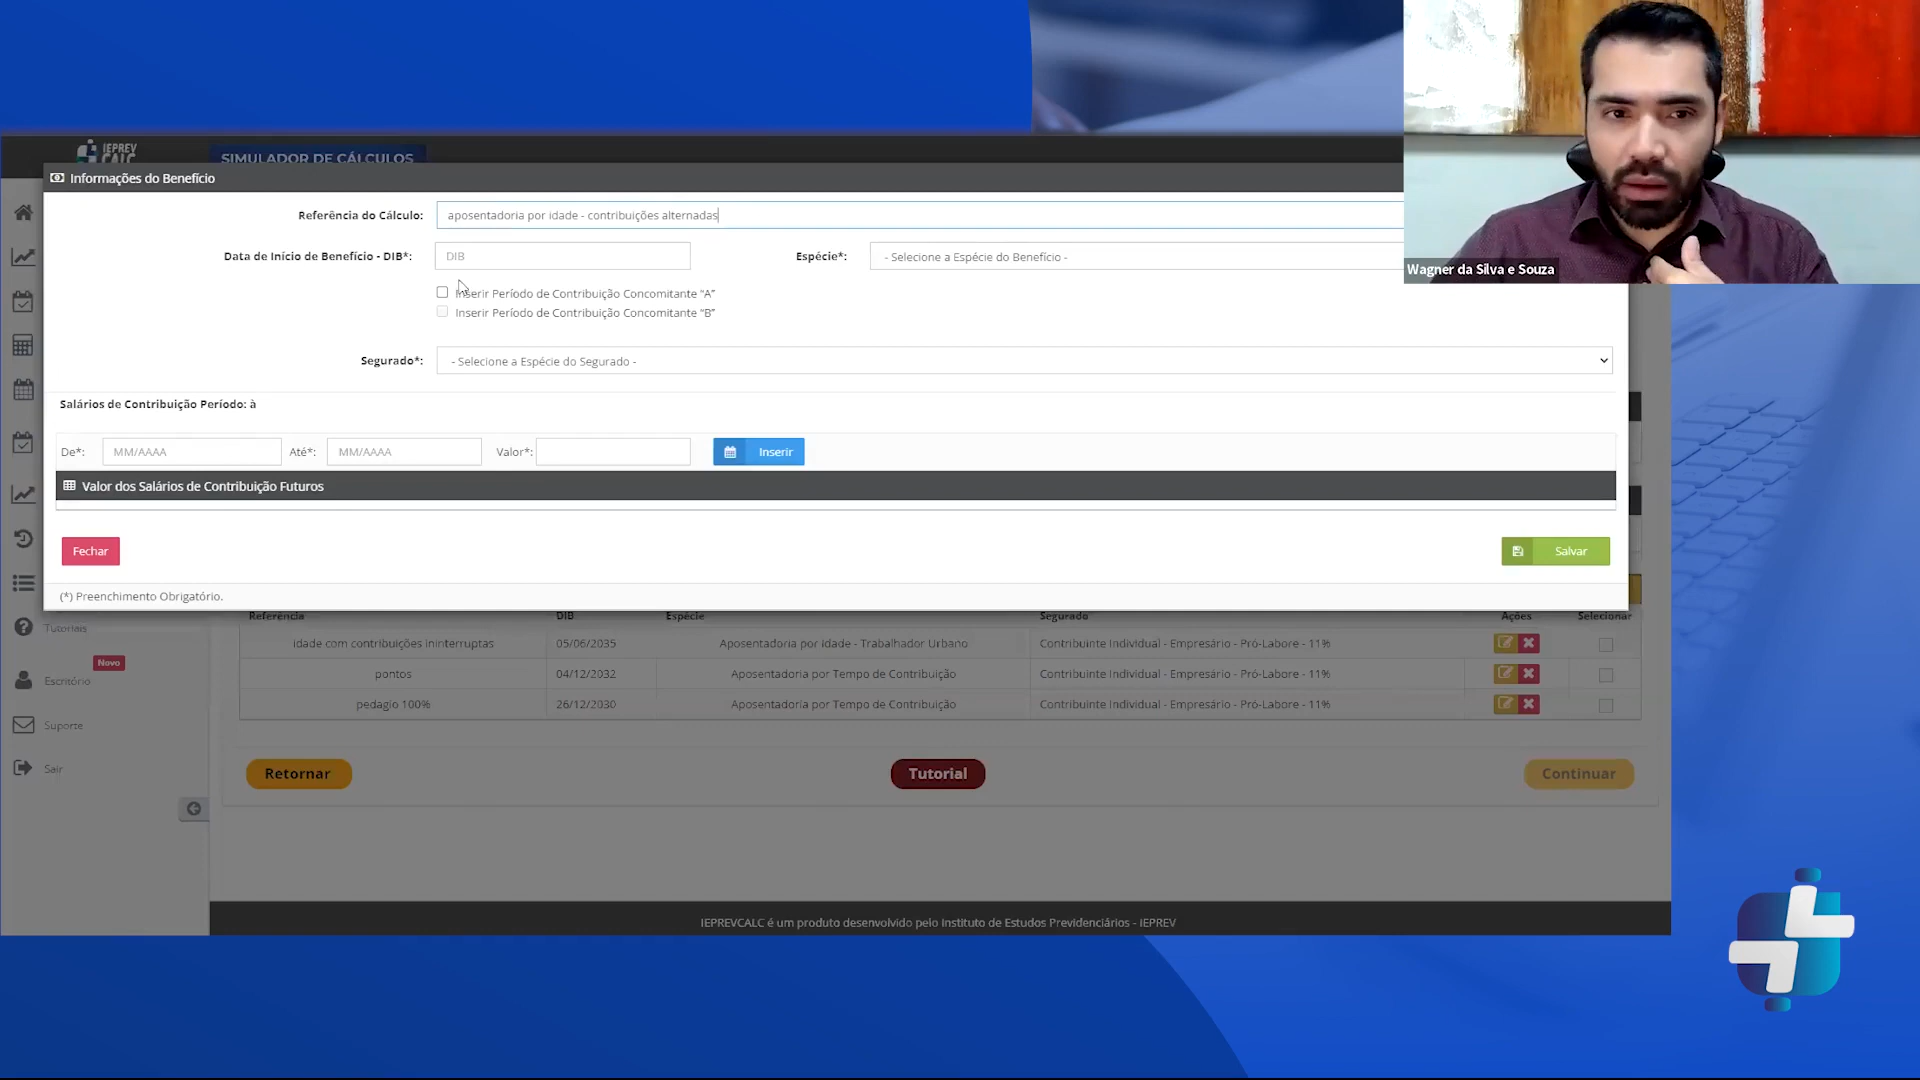 IEPREV
CALC
SIMULADOR DE CÁLCULOS
Informações do Benefício
Referência do Cálculo: aposentadoria por idade - contribuições alternadas
Data de Início de Benefício - DIB*: DIB Espécie*: - Selecione a Espécie do Benefício -
Wagner da Silva e Souza
Inserir Período de Contribuição Concomitante "A"
Inserir Período de Contribuição Concomitante "B"
Segurado*: - Selecione a Espécie do Segurado -
Salários de Contribuição Período: à
De*: MM/AAAA Até*: MM/AAAA Valor*: Inserir
Valor dos Salários de Contribuição Futuros
Fechar Salvar
(*) Preenchimento Obrigatório.
Referência DIB Espécie Segurado Ações Selecionar
Tutoriais
idade com contribuições ininterruptas 05/06/2035 Aposentadoria por Idade - Trabalhador Urbano Contribuinte Individual - Empresário - Pró-Labore - 11%
Novo
Escritório
pontos 04/12/2032 Aposentadoria por Tempo de Contribuição Contribuinte Individual - Empresário - Pró-Labore - 11%
pedagio 100% 26/12/2030 Aposentadoria por Tempo de Contribuição Contribuinte Individual - Empresário - Pró-Labore - 11%
Suporte
Sair
Retornar Tutorial Continuar
IEPREVCALC é um produto desenvolvido pelo Instituto de Estudos Previdenciários - IEPREV